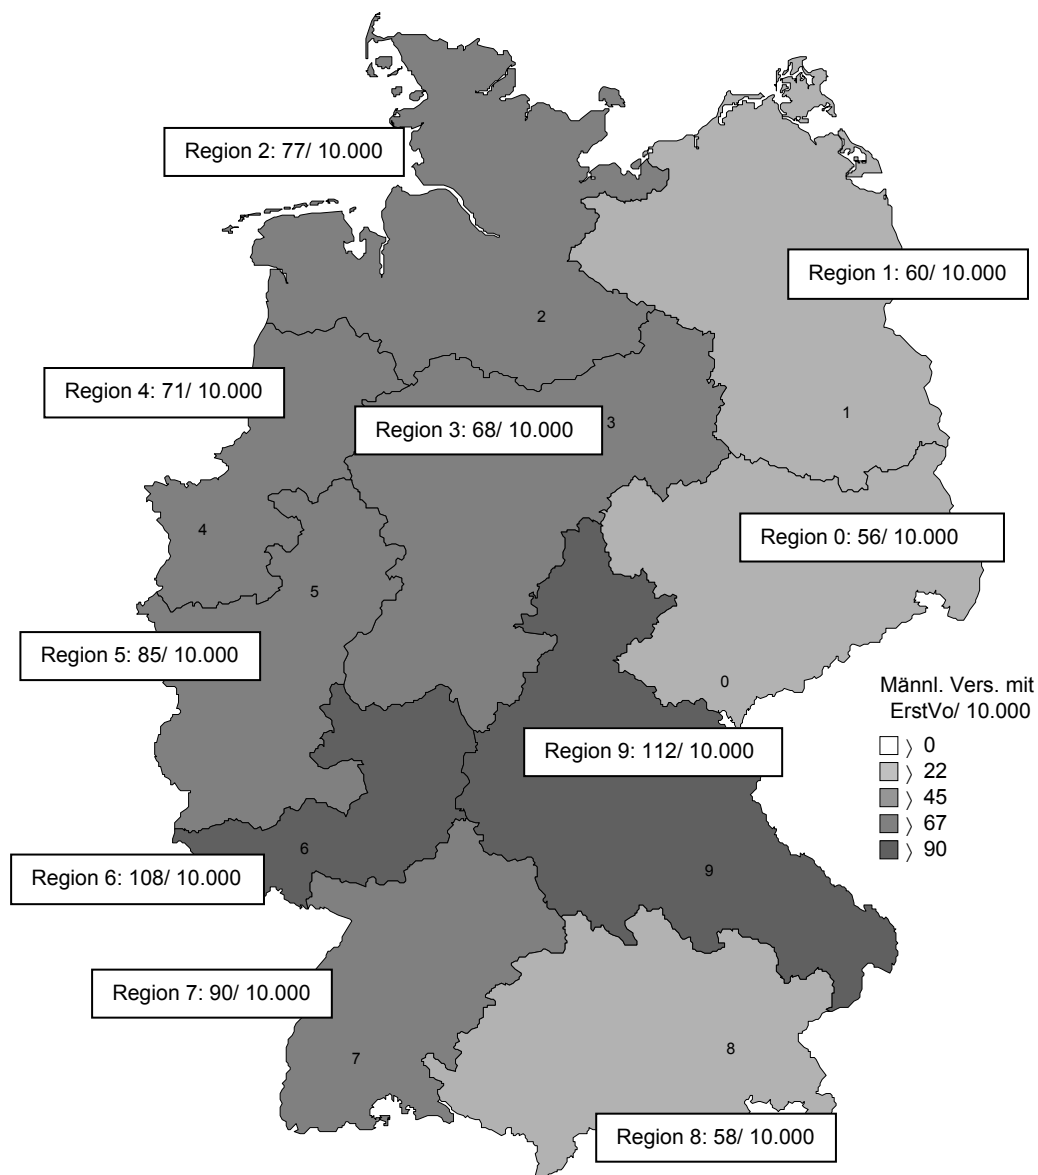 Region 2: 77/ 10.000
Region 1: 60/ 10.000
2
Region 4: 71/ 10.000
1
Region 3: 68/ 10.000
3
4
Region 0: 56/ 10.000
5
Region 5: 85/ 10.000
0
Männl. Vers. mit
ErstVo/ 10.000
⟩ 0
⟩ 22
⟩ 45
⟩ 67
⟩ 90
Region 9: 112/ 10.000
6
9
Region 6: 108/ 10.000
Region 7: 90/ 10.000
7
8
Region 8: 58/ 10.000